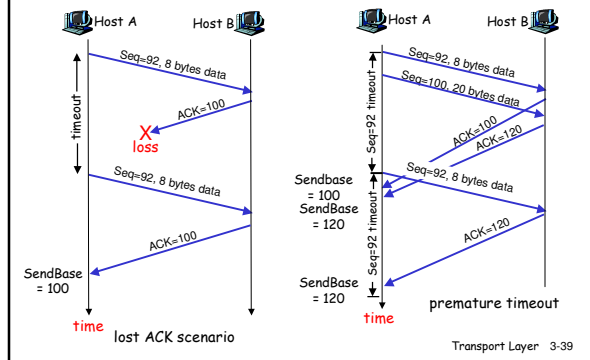 Host A
Host B
Seq=92, 8 bytes data
timeout
ACK=100
X
loss
Seq=92, 8 bytes data
ACK=100
SendBase
= 100
time
lost ACK scenario
Host A
Host B
Seq=92, 8 bytes data
Seq=100, 20 bytes data
Seq=92 timeout
ACK=100
ACK=120
Sendbase
= 100
SendBase
= 120
Seq=92, 8 bytes data
Seq=92 timeout
ACK=120
SendBase
= 120
premature timeout
time
Transport Layer 3-39